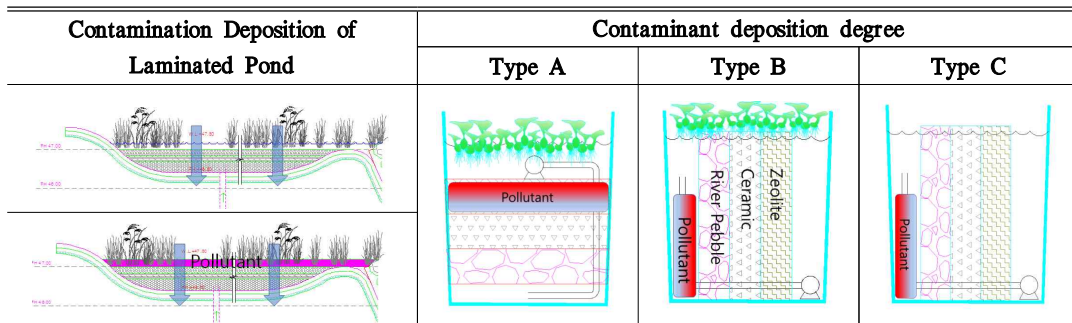 Contamination Deposition of
Laminated Pond
Contaminant deposition degree
Type A
Type B
Type C
Pollutant
Pollutant
Pollutant
River Pebble
Ceramic
Zeolite
Pollutant